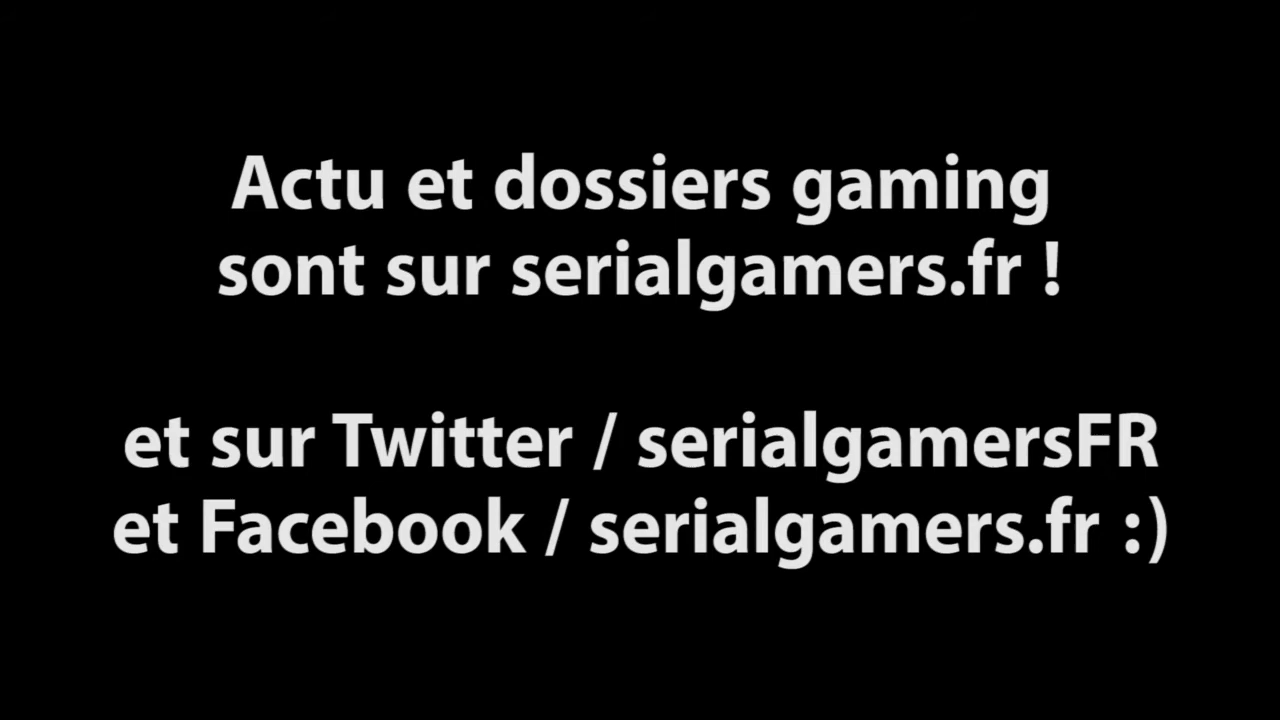 Actu et dossiers gaming
sont sur serialgamers.fr !
et sur Twitter / serialgamersFR
et Facebook / serialgamers.fr :)